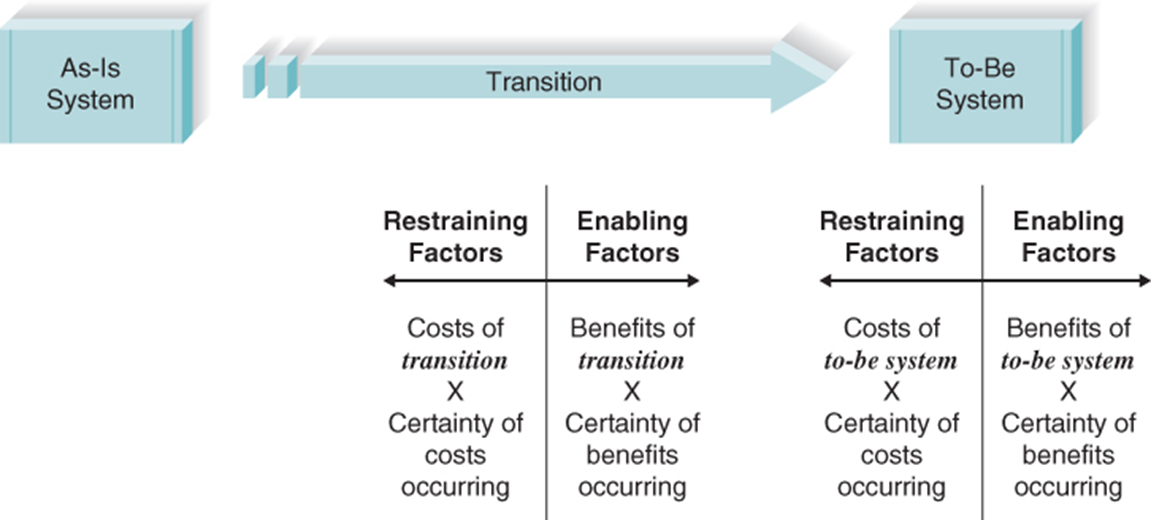 As-Is
System
Transition
To-Be
System
Restraining
Factors
Costs of
transition
X
Certainty of
costs
occurring
Enabling
Factors
Benefits of
transition
X
Certainty of
benefits
occurring
Restraining
Factors
Costs of
to-be system
X
Certainty of
costs
occurring
Enabling
Factors
Benefits of
to-be system
X
Certainty of
benefits
occurring